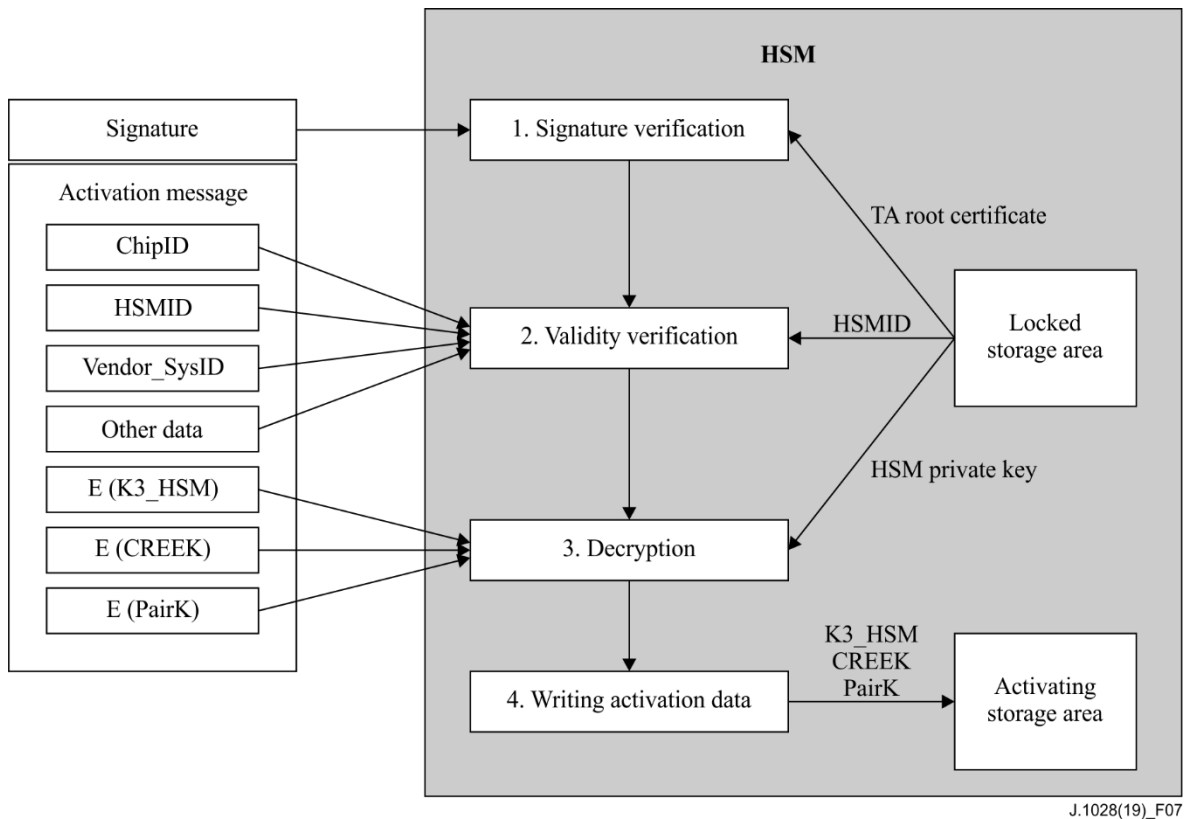 HSM
Signature
1. Signature verification
Activation message
ChipID
TA root certificate
HSMID
2. Validity verification
HSMID
Locked
storage area
Vendor_SysID
Other data
HSM private key
E (K3_HSM)
E (CREEK)
3. Decryption
E (PairK)
K3_HSM
CREEK
PairK
4. Writing activation data
Activating
storage area
J.1028(19)_F07